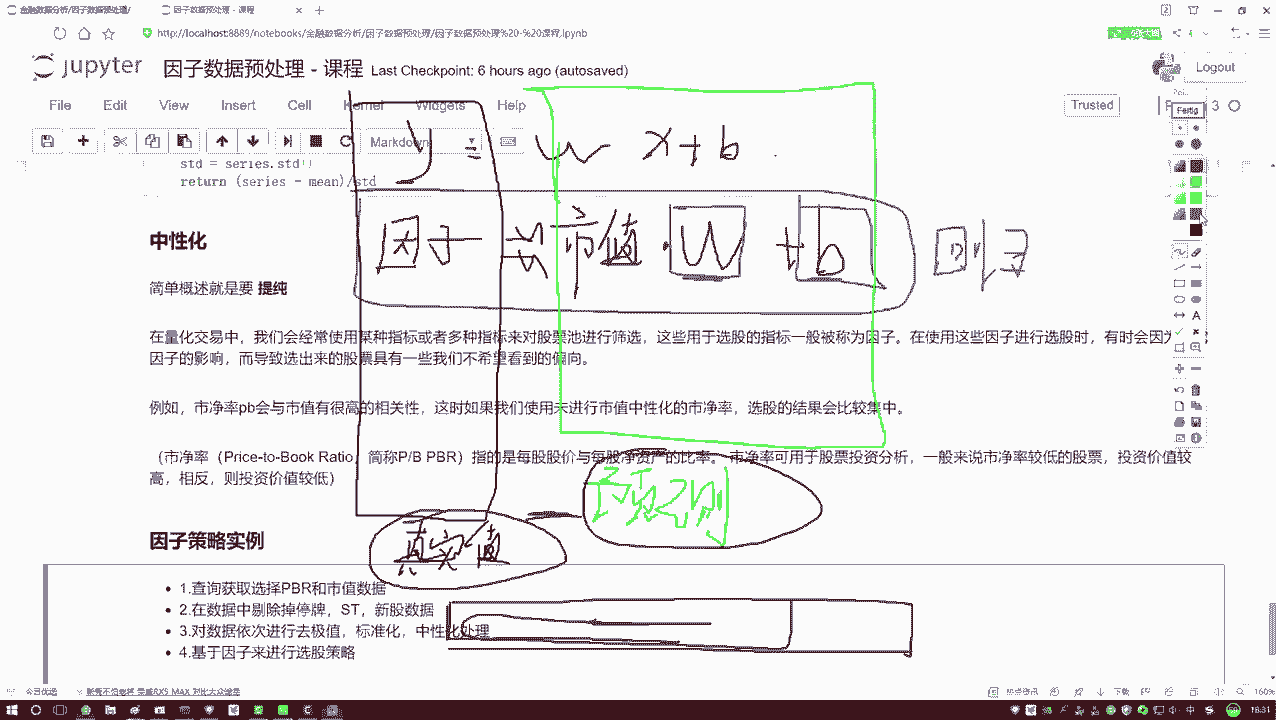 金融数据分析/因子数据预处理/ 因子数据预处理 - 课程
http://localhost:8889/notebooks/金融数据分析/因子数据预处理/因子数据预处理%20-%20课程.ipynb
jupyter 因子数据预处理 - 课程 Last Checkpoint: 6 hours ago (autosaved) Logout
File Edit View Insert Cell Kernel Widgets Help Trusted 3
Fertig
Markdown
y = w x + b
std = series.std()
return (series - mean)/std
因子 市值 · W + b 回归
中性化
简单概述就是要 提纯
在量化交易中，我们会经常使用某种指标或者多种指标来对股票池进行筛选，这些用于选股的指标一般被称为因子。在使用这些因子进行选股时，有时会因为
因子的影响，而导致选出来的股票具有一些我们不希望看到的偏向。
例如，市净率pb会与市值有很高的相关性，这时如果我们使用未进行市值中性化的市净率，选股的结果会比较集中。
（市净率（Price-to-Book Ratio，简称P/B PBR）指的是每股股价与每股净资产的比率。 市净率可用于股票投资分析，一般来说市净率较低的股票，投资价值较
高，相反，则投资价值较低）
预测
因子策略实例
真实值
1.查询获取选择PBR和市值数据
2.在数据中剔除掉停牌，ST，新股数据
3.对数据依次进行去极值，标准化，中性化处理
4.基于因子来进行选股策略
今日优选
下载 160%
18:31